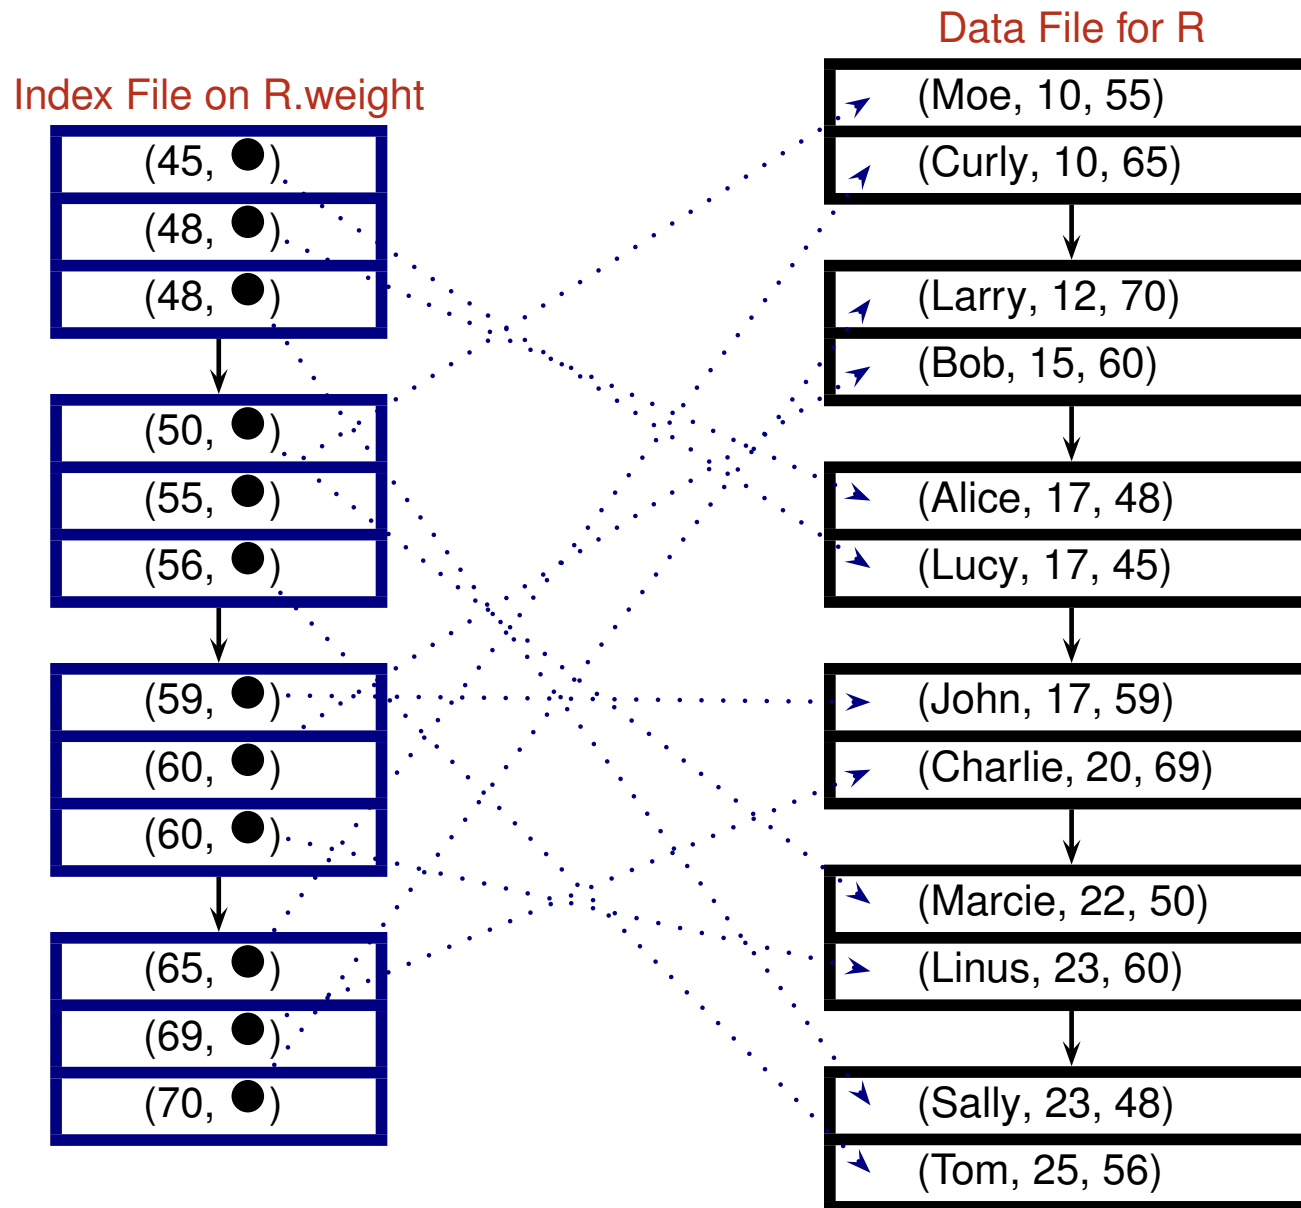 Data File for R
Index File on R.weight
(45, ●)
(48, ●)
(48, ●)
(50, ●)
(55, ●)
(56, ●)
(59, ●)
(60, ●)
(60, ●)
(65, ●)
(69, ●)
(70, ●)
(Moe, 10, 55)
(Curly, 10, 65)
(Larry, 12, 70)
(Bob, 15, 60)
(Alice, 17, 48)
(Lucy, 17, 45)
(John, 17, 59)
(Charlie, 20, 69)
(Marcie, 22, 50)
(Linus, 23, 60)
(Sally, 23, 48)
(Tom, 25, 56)